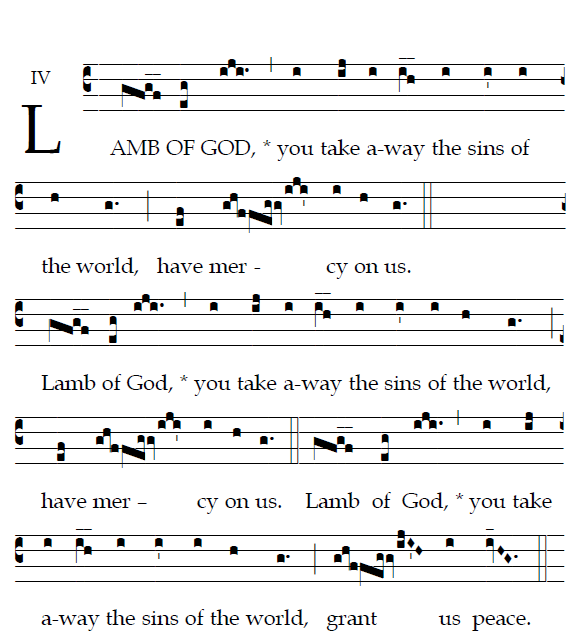 IV
LAMB OF GOD, * you take a-way the sins of
the world, have mer - cy on us.
Lamb of God, * you take a-way the sins of the world,
have mer – cy on us. Lamb of God, * you take
a-way the sins of the world, grant us peace.